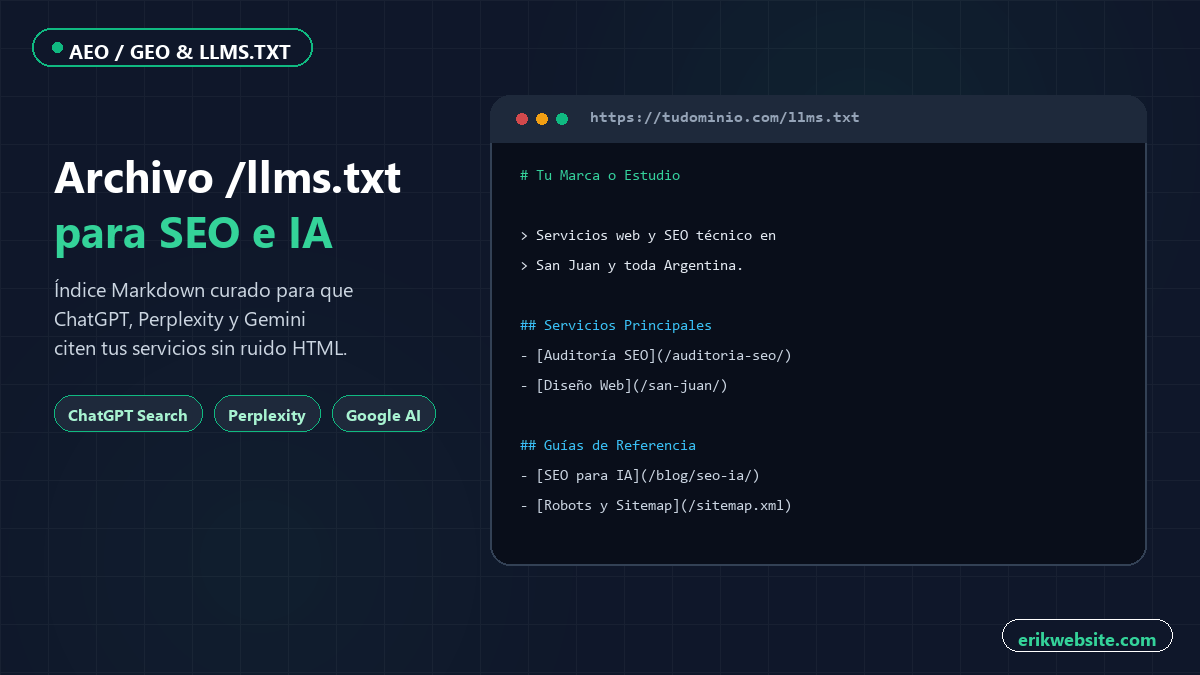 AEO / GEO & LLMS.TXT
Archivo /llms.txt
para SEO e IA
Índice Markdown curado para que
ChatGPT, Perplexity y Gemini
citen tus servicios sin ruido HTML.
ChatGPT Search
Perplexity
Google AI
https://tudominio.com/llms.txt
# Tu Marca o Estudio
> Servicios web y SEO técnico en
> San Juan y toda Argentina.
## Servicios Principales
- [Auditoría SEO](/auditoria-seo/)
- [Diseño Web](/san-juan/)
## Guías de Referencia
- [SEO para IA](/blog/seo-ia/)
- [Robots y Sitemap](/sitemap.xml)
erikwebsite.com